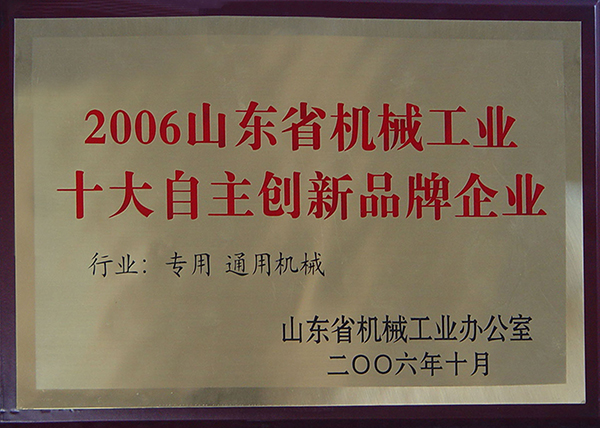 2006山东省机械工业
十大自主创新品牌企业
行业：专用 通用机械
山东省机械工业办公室
二〇〇六年十月